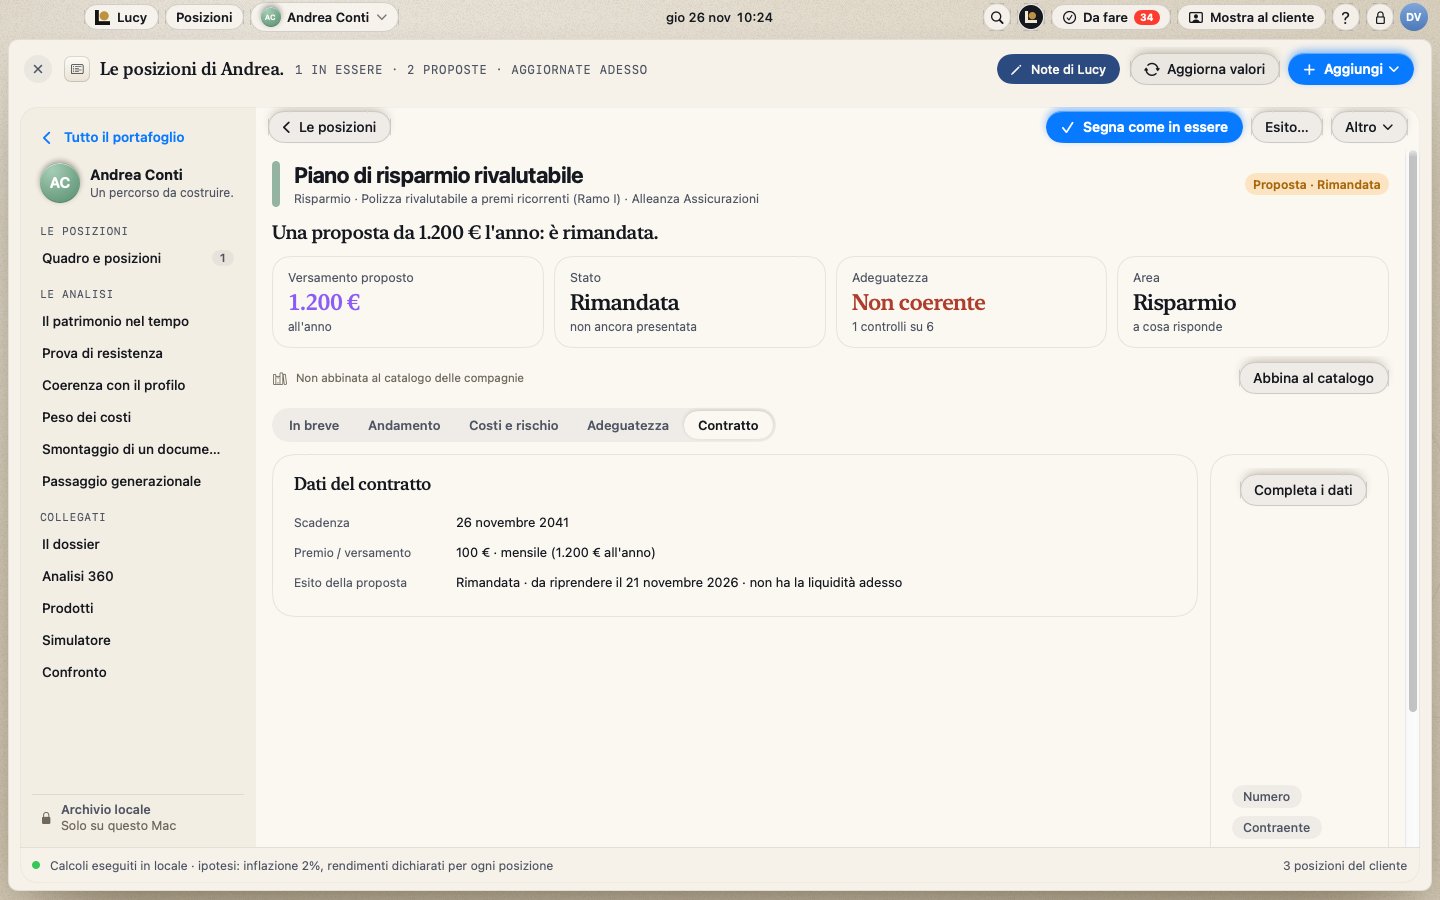 Lucy
Posizioni
AC Andrea Conti
gio 26 nov 10:24
Da fare 34
Mostra al cliente
?
DV
Le posizioni di Andrea.
1 IN ESSERE · 2 PROPOSTE · AGGIORNATE ADESSO
Note di Lucy
Aggiorna valori
Aggiungi
Tutto il portafoglio
AC
Andrea Conti
Un percorso da costruire.
LE POSIZIONI
Quadro e posizioni 1
LE ANALISI
Il patrimonio nel tempo
Prova di resistenza
Coerenza con il profilo
Peso dei costi
Smontaggio di un docume...
Passaggio generazionale
COLLEGATI
Il dossier
Analisi 360
Prodotti
Simulatore
Confronto
Archivio locale
Solo su questo Mac
Le posizioni
Segna come in essere
Esito...
Altro
Piano di risparmio rivalutabile
Risparmio · Polizza rivalutabile a premi ricorrenti (Ramo I) · Alleanza Assicurazioni
Proposta · Rimandata
Una proposta da 1.200 € l'anno: è rimandata.
Versamento proposto
1.200 €
all'anno
Stato
Rimandata
non ancora presentata
Adeguatezza
Non coerente
1 controlli su 6
Area
Risparmio
a cosa risponde
Non abbinata al catalogo delle compagnie
Abbina al catalogo
In breve
Andamento
Costi e rischio
Adeguatezza
Contratto
Dati del contratto
Scadenza 26 novembre 2041
Premio / versamento 100 € · mensile (1.200 € all'anno)
Esito della proposta Rimandata · da riprendere il 21 novembre 2026 · non ha la liquidità adesso
Completa i dati
Numero
Contraente
Calcoli eseguiti in locale · ipotesi: inflazione 2%, rendimenti dichiarati per ogni posizione
3 posizioni del cliente